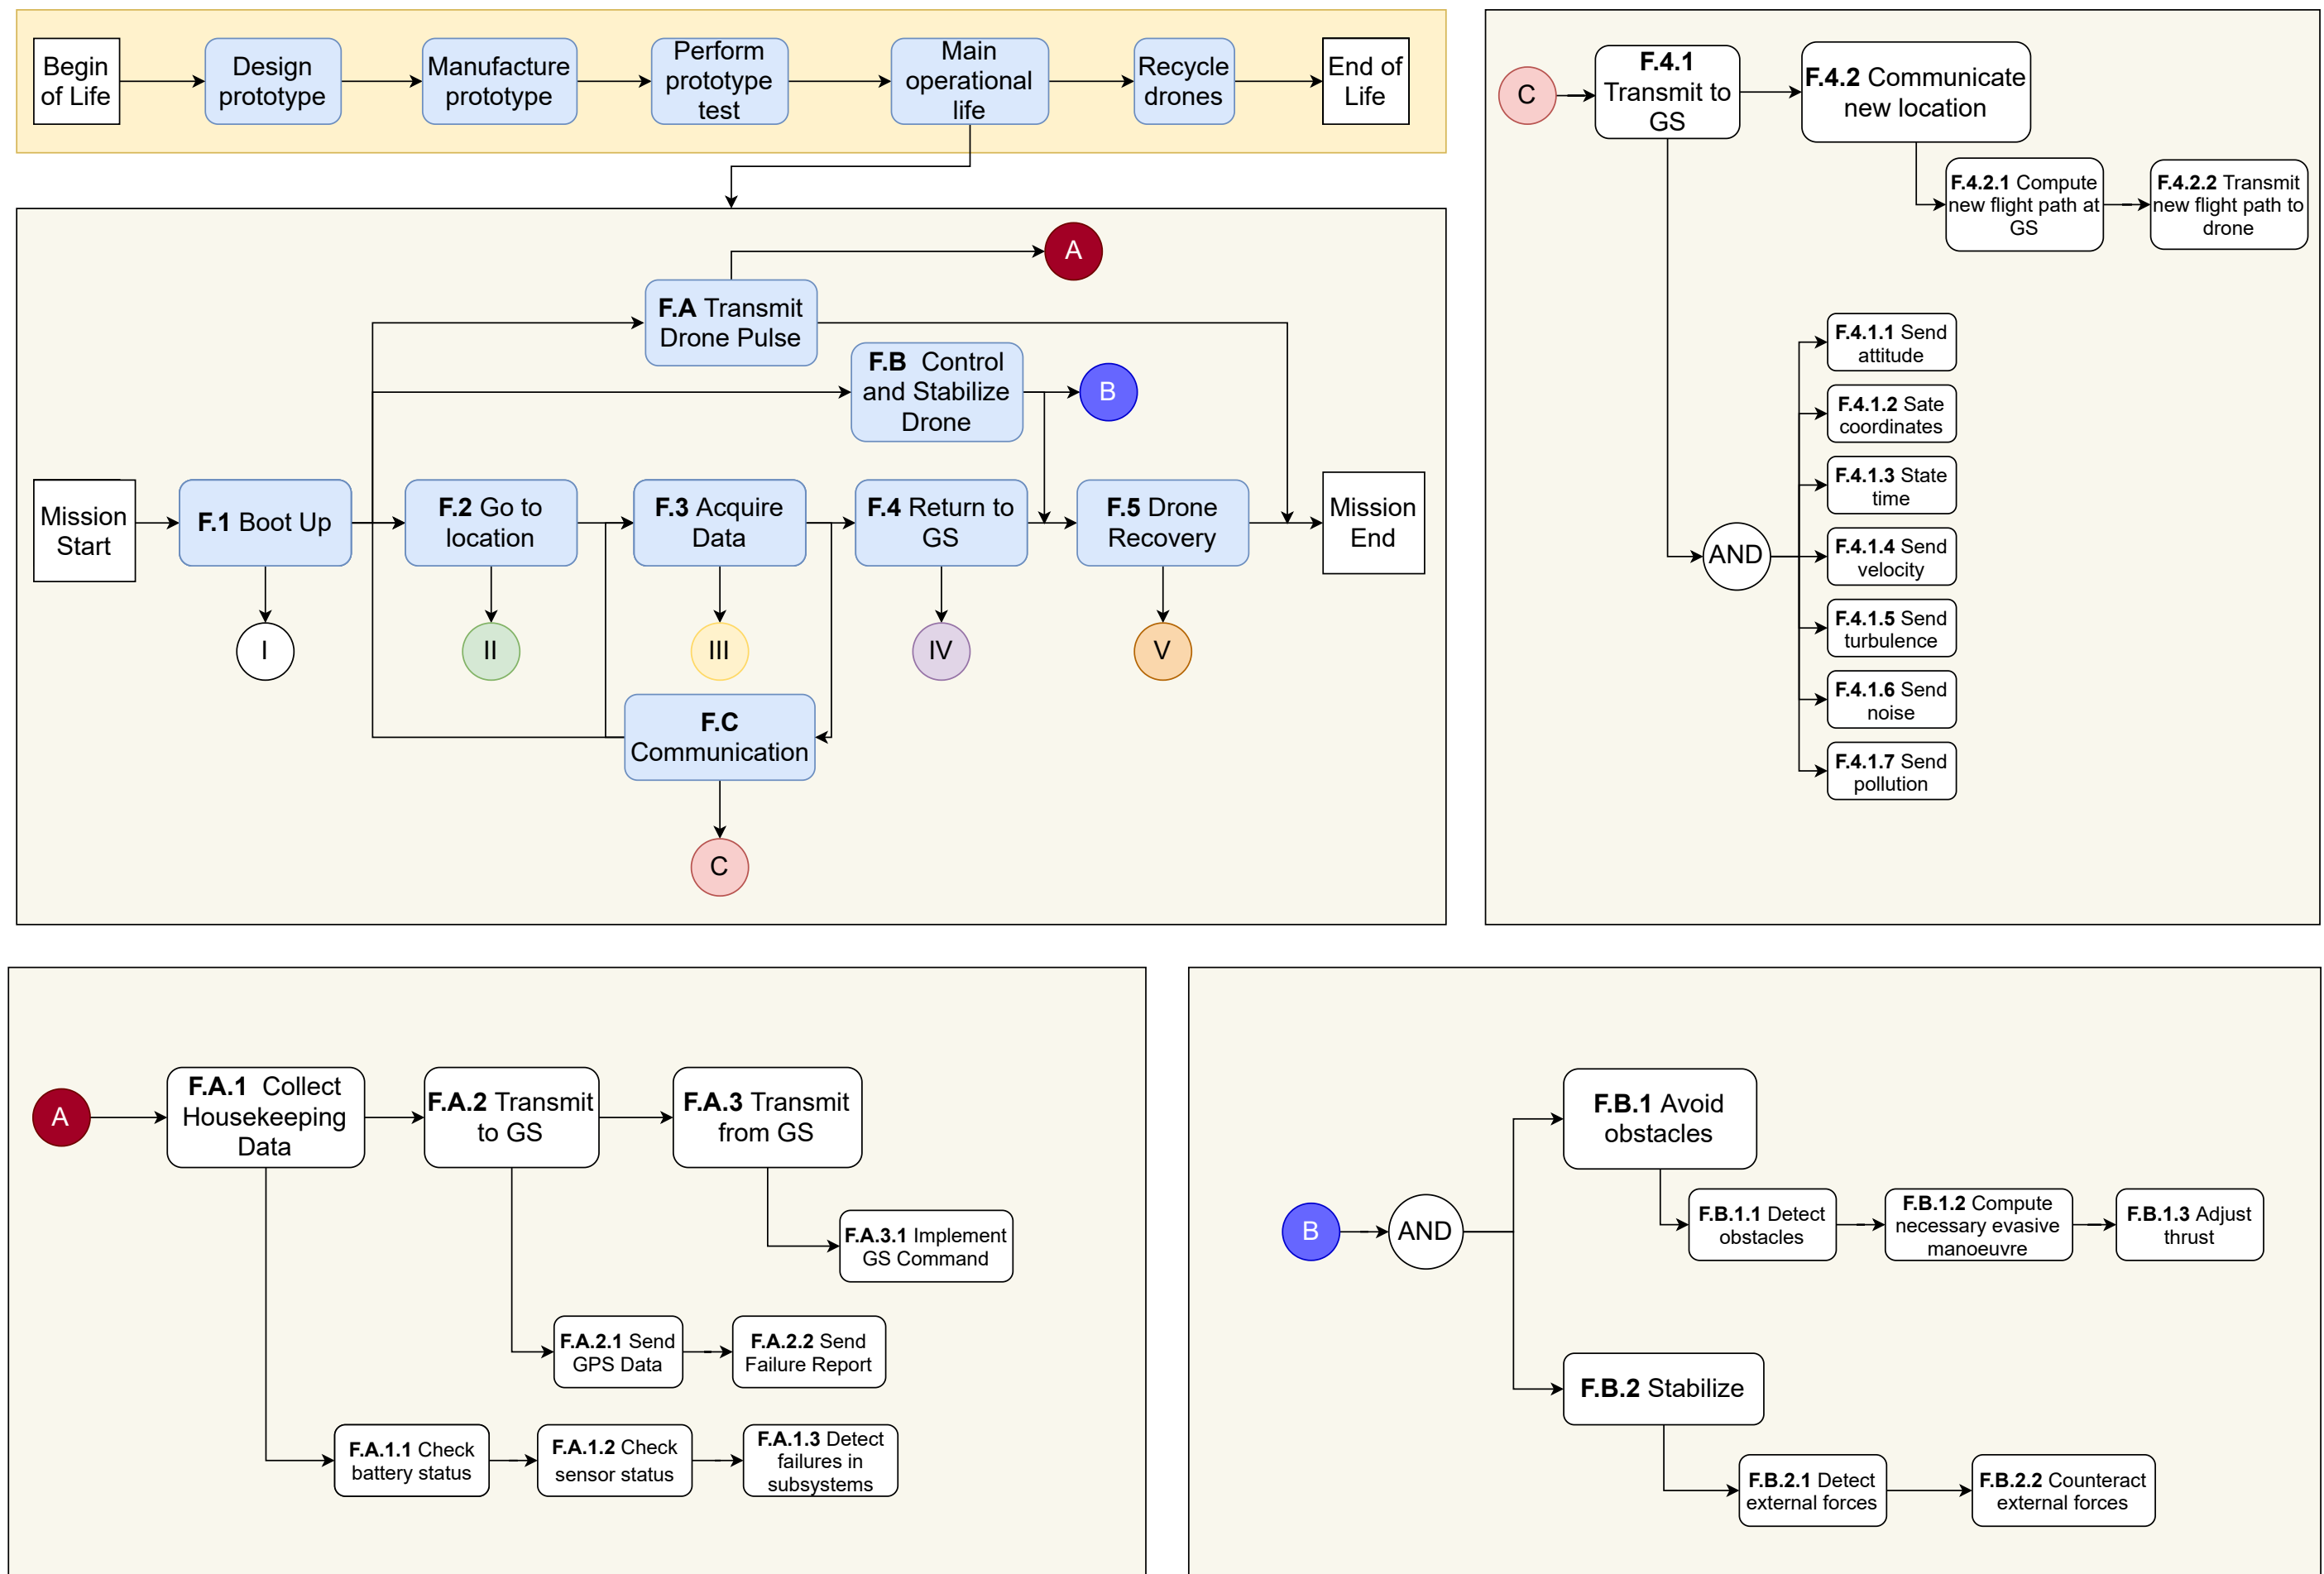 Begin
of Life
Design
prototype
Manufacture
prototype
Perform
prototype
test
Main
operational
life
Recycle
drones
End of
Life
A
F.A Transmit
Drone Pulse
F.B Control
and Stabilize
Drone
B
Mission
Start
F.1 Boot Up
F.2 Go to
location
F.3 Acquire
Data
F.4 Return to
GS
F.5 Drone
Recovery
Mission
End
I
II
III
IV
V
F.C
Communication
C
C
F.4.1
Transmit to
GS
F.4.2 Communicate
new location
F.4.2.1 Compute
new flight path at
GS
F.4.2.2 Transmit
new flight path to
drone
AND
F.4.1.1 Send
attitude
F.4.1.2 Sate
coordinates
F.4.1.3 State
time
F.4.1.4 Send
velocity
F.4.1.5 Send
turbulence
F.4.1.6 Send
noise
F.4.1.7 Send
pollution
A
F.A.1 Collect
Housekeeping
Data
F.A.2 Transmit
to GS
F.A.3 Transmit
from GS
F.A.3.1 Implement
GS Command
F.A.2.1 Send
GPS Data
F.A.2.2 Send
Failure Report
F.A.1.1 Check
battery status
F.A.1.2 Check
sensor status
F.A.1.3 Detect
failures in
subsystems
B
AND
F.B.1 Avoid
obstacles
F.B.1.1 Detect
obstacles
F.B.1.2 Compute
necessary evasive
manoeuvre
F.B.1.3 Adjust
thrust
F.B.2 Stabilize
F.B.2.1 Detect
external forces
F.B.2.2 Counteract
external forces